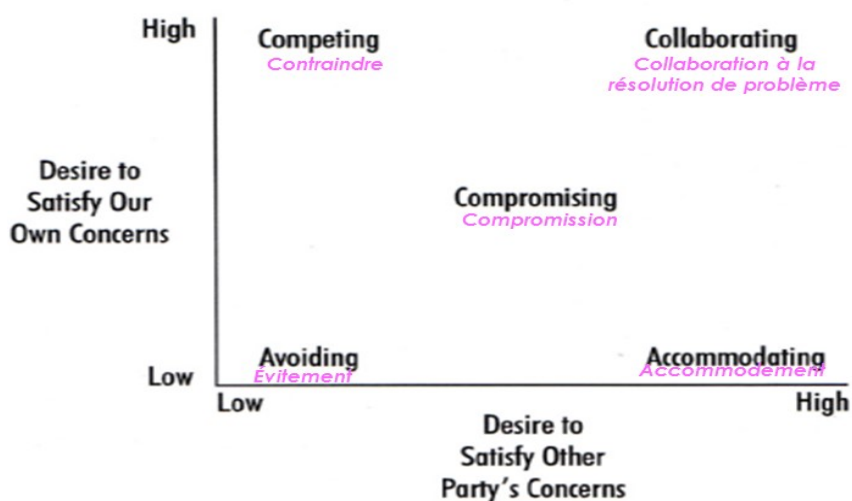 High
Competing
Contraindre
Collaborating
Collaboration à la
résolution de problème
Desire to
Satisfy Our
Own Concerns
Compromising
Compromission
Low
Avoiding
Évitement
Accommodating
Accommodement
Low
High
Desire to
Satisfy Other
Party's Concerns